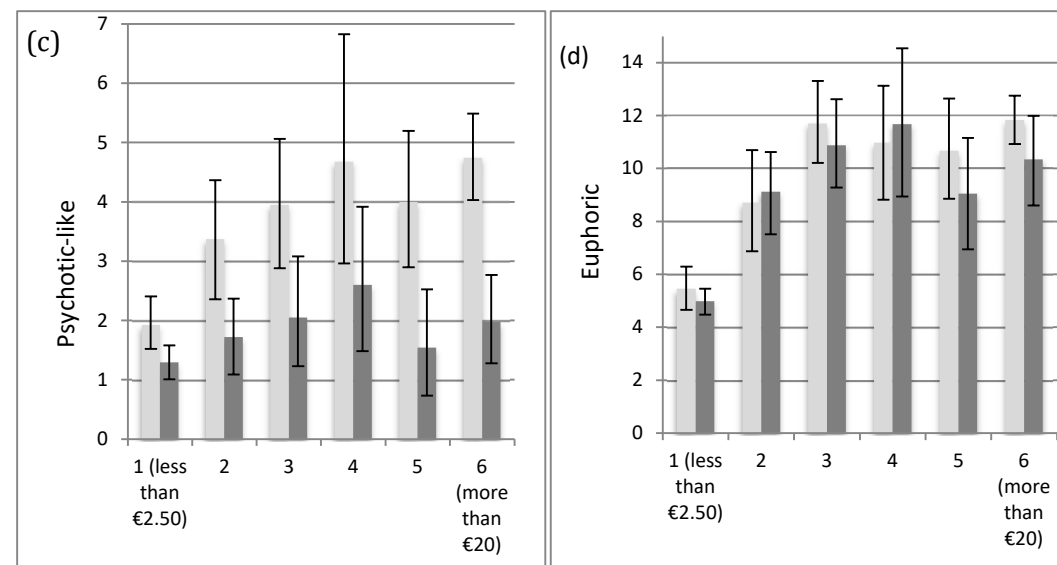 (c)
Psychotic-like
7
6
5
4
3
2
1
0
1 (less
than
€2.50)
2
3
4
5
6
(more
than
€20)
(d)
Euphoric
14
12
10
8
6
4
2
0
1 (less
than
€2.50)
2
3
4
5
6
(more
than
€20)